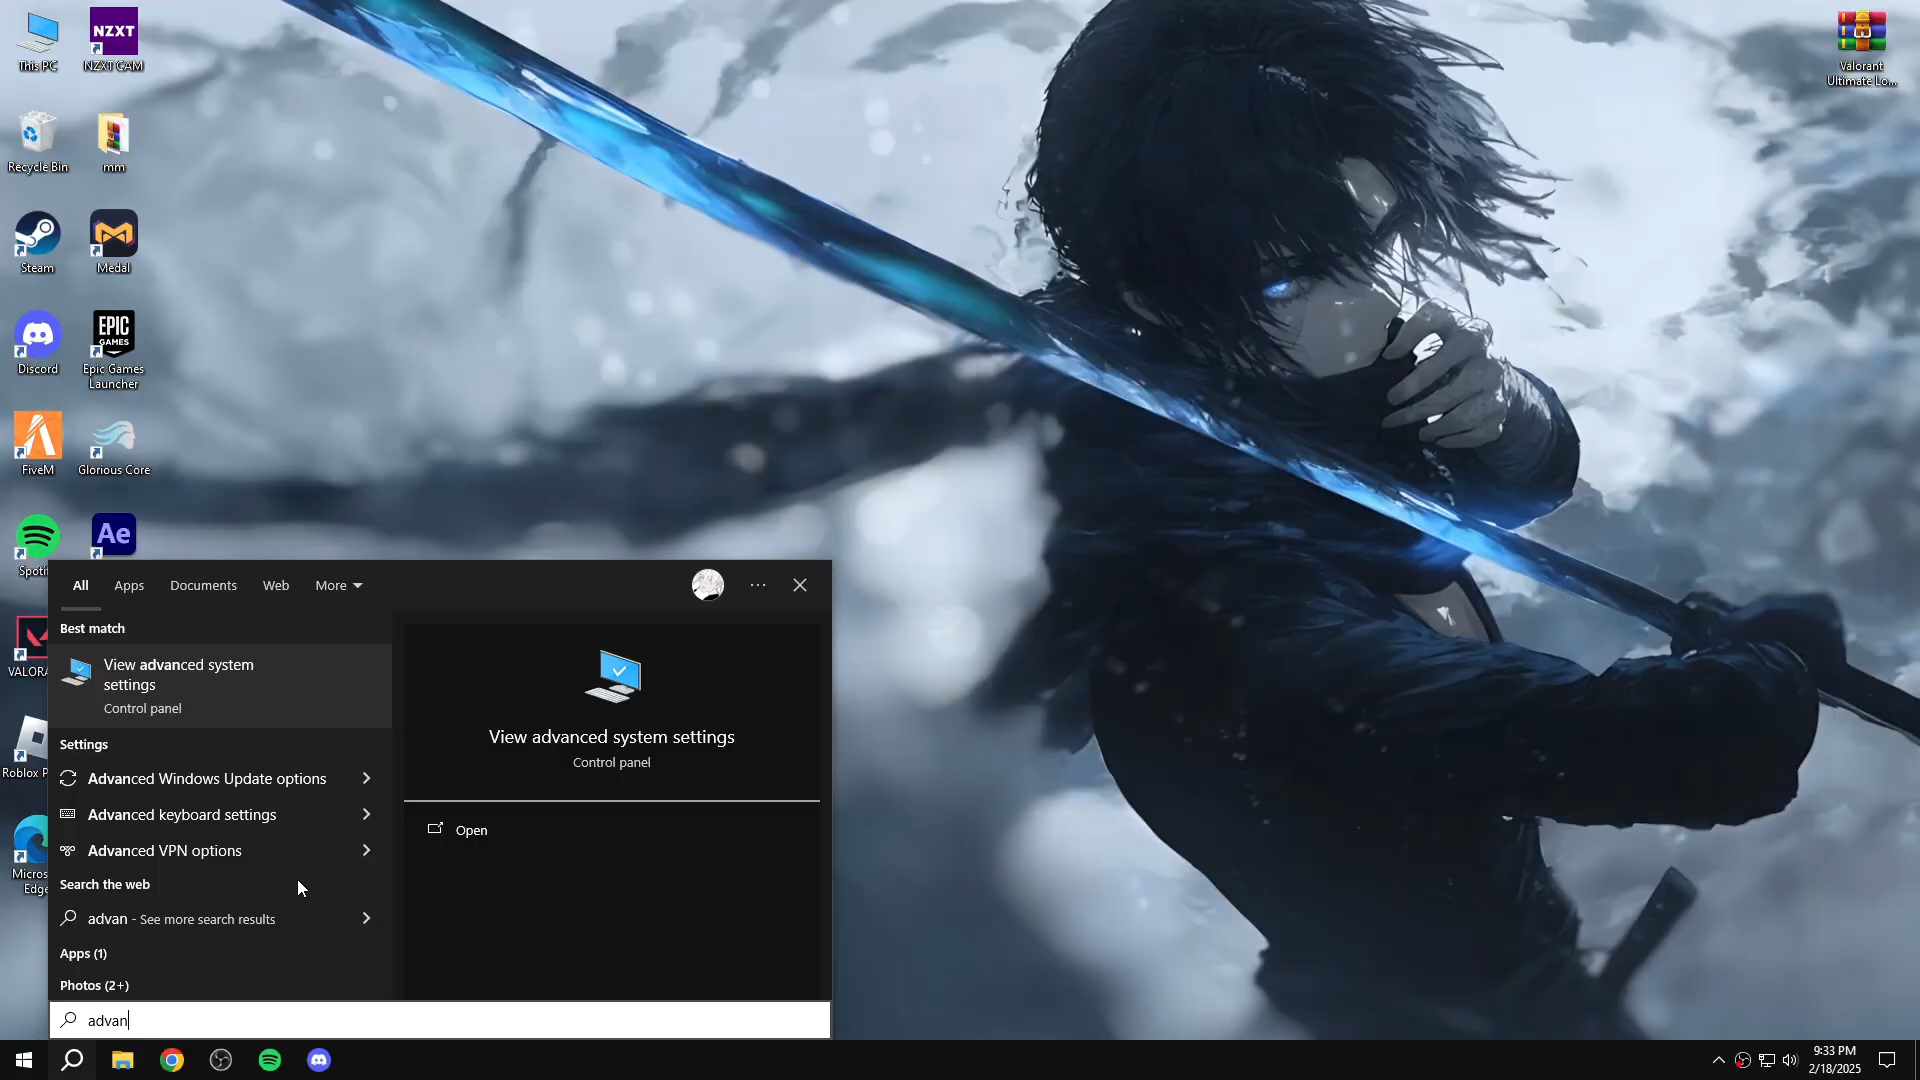 This PC
NZXT
NZXT CAM
Valorant
Ultimate Lo...
Recycle Bin
mm
Steam
Medal
Discord
EPIC
GAMES
Epic Games
Launcher
FiveM
Glorious Core
Ae
Spoti
VALORA
Roblox P
Micros
Edge
All
Apps
Documents
Web
More
Best match
View advanced system
settings
Control panel
Settings
Advanced Windows Update options
Advanced keyboard settings
Advanced VPN options
Search the web
advan - See more search results
Apps (1)
Photos (2+)
View advanced system settings
Control panel
Open
advan
9:33 PM
2/18/2025